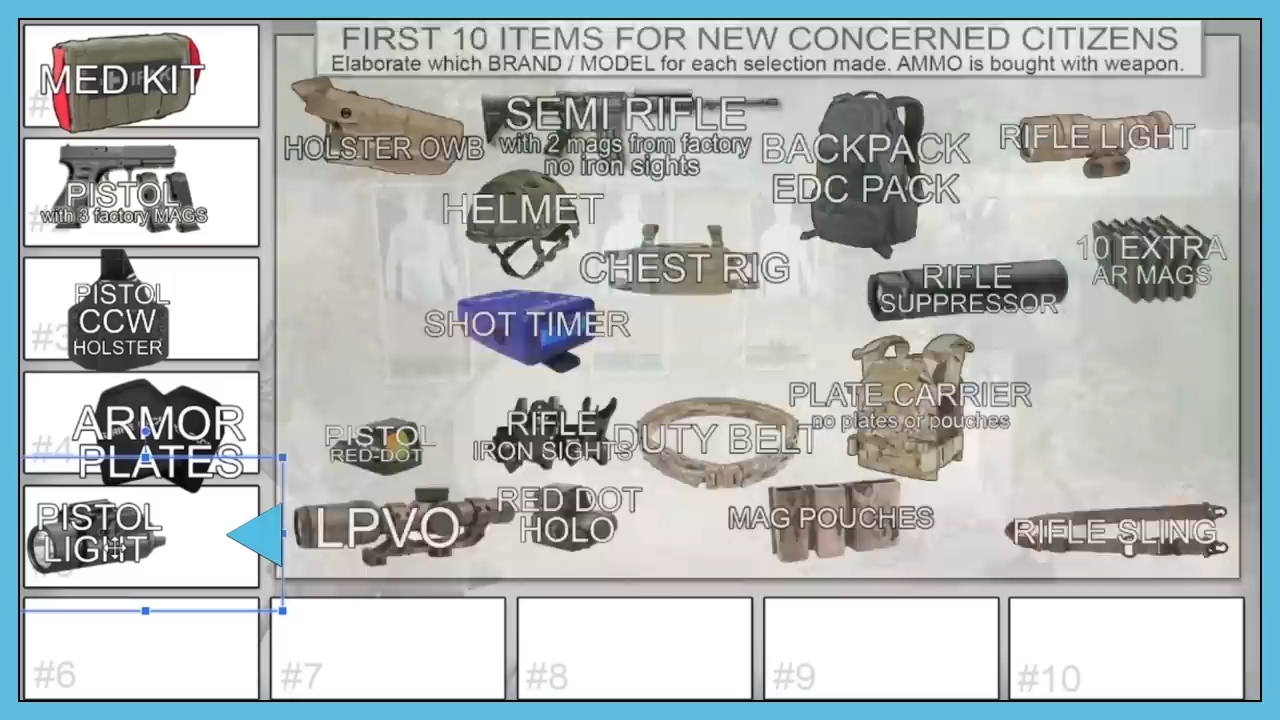 FIRST 10 ITEMS FOR NEW CONCERNED CITIZENS
Elaborate which BRAND / MODEL for each selection made. AMMO is bought with weapon.
MED KIT
PISTOL
with 3 factory MAGS
#3
PISTOL
CCW
HOLSTER
#4
ARMOR
PLATES
PISTOL
LIGHT
HOLSTER OWB
SEMI RIFLE
with 2 mags from factory
no iron sights
BACKPACK
EDC PACK
RIFLE LIGHT
HELMET
CHEST RIG
RIFLE
SUPPRESSOR
10 EXTRA
AR MAGS
SHOT TIMER
PLATE CARRIER
no plates or pouches
PISTOL
RED-DOT
RIFLE
IRON SIGHTS
DUTY BELT
LPVO
RED DOT
HOLO
MAG POUCHES
RIFLE SLING
#6
#7
#8
#9
#10